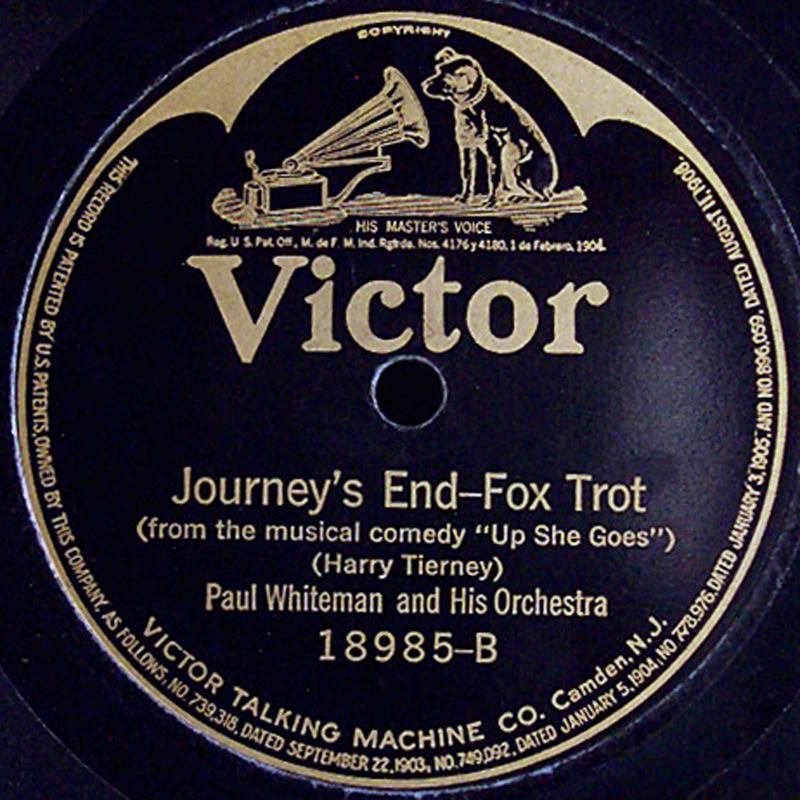 COPYRIGHT
HIS MASTER'S VOICE
Reg. U. S. Pat. Off., M. de F. M. Ind. Rgtrda. Nos. 4176 y 4180, 1 de Febrero, 1904.
Victor
Journey's End–Fox Trot
(from the musical comedy "Up She Goes")
(Harry Tierney)
Paul Whiteman and His Orchestra
18985–B
VICTOR TALKING MACHINE CO. Camden, N.J.
THIS RECORD IS PATENTED BY U.S. PATENTS, OWNED BY THIS COMPANY, AS FOLLOWS, NO. 739,318, DATED SEPTEMBER 22, 1903, NO. 749,092, DATED JANUARY 5, 1904, NO 778,976, DATED JANUARY 3, 1905, AND NO. 896,059, DATED AUGUST 11, 1908.